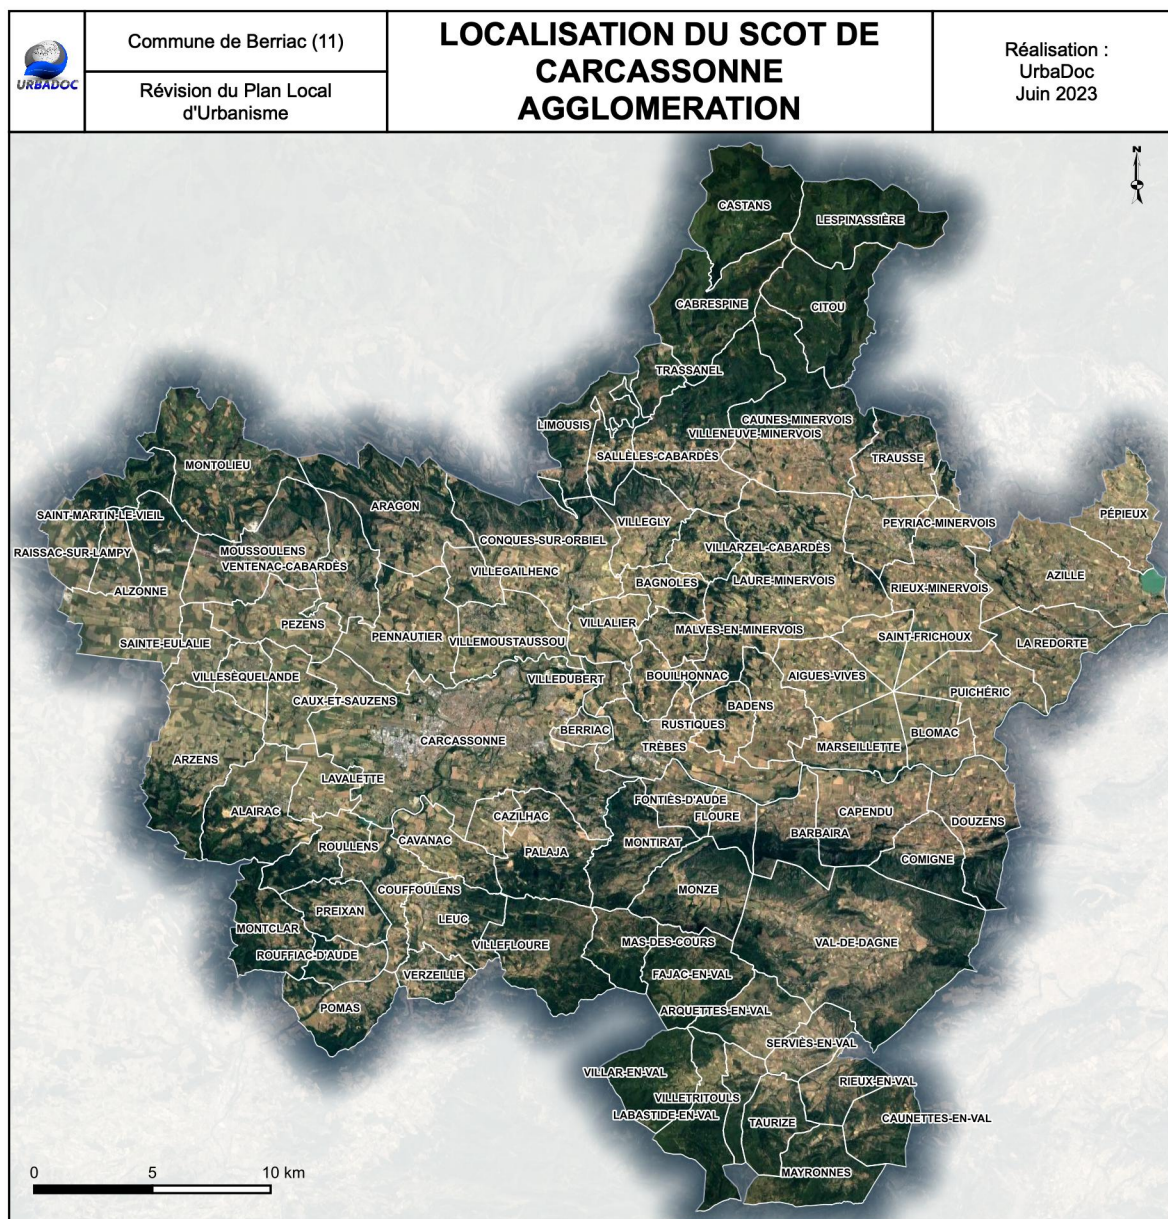 URBADOC
Commune de Berriac (11)
Révision du Plan Local
d'Urbanisme
LOCALISATION DU SCOT DE
CARCASSONNE
AGGLOMERATION
Réalisation :
UrbaDoc
Juin 2023
N
CASTANS
LESPINASSIÈRE
CABRESPINE
CITOU
TRASSANEL
CAUNES-MINERVOIS
LIMOUSIS
VILLENEUVE-MINERVOIS
SALLÈLES-CABARDÈS
TRAUSSE
MONTOLIEU
ARAGON
SAINT-MARTIN-LE-VIEIL
PÉPIEUX
VILLEGLY
PEYRIAC-MINERVOIS
CONQUES-SUR-ORBIEL
VILLARZEL-CABARDÈS
RAISSAC-SUR-LAMPY
MOUSSOULENS
VENTENAC-CABARDÈS
VILLEGAILHENC
AZILLE
BAGNOLES
LAURE-MINERVOIS
RIEUX-MINERVOIS
ALZONNE
PEZENS
VILLALIER
MALVES-EN-MINERVOIS
PENNAUTIER
SAINT-FRICHOUX
SAINTE-EULALIE
VILLEMOUSTAUSSOU
LA REDORTE
VILLESÈQUELANDE
VILLEDUBERT
BOUILHONNAC
AIGUES-VIVES
PUICHÉRIC
CAUX-ET-SAUZENS
BADENS
RUSTIQUES
BERRIAC
BLOMAC
CARCASSONNE
TRÈBES
MARSEILLETTE
ARZENS
LAVALETTE
FONTIÈS-D'AUDE
ALAIRAC
CAZILHAC
FLOURE
CAPENDU
DOUZENS
BARBAIRA
CAVANAC
MONTIRAT
ROULLENS
PALAJA
COMIGNE
COUFFOULENS
MONZE
PREIXAN
LEUC
MONTCLAR
VILLEFLOURE
MAS-DES-COURS
VAL-DE-DAGNE
ROUFFIAC-D'AUDE
VERZEILLE
FAJAC-EN-VAL
POMAS
ARQUETTES-EN-VAL
SERVIÈS-EN-VAL
VILLAR-EN-VAL
RIEUX-EN-VAL
VILLETRITOULS
LABASTIDE-EN-VAL
TAURIZE
CAUNETTES-EN-VAL
MAYRONNES
0 5 10 km